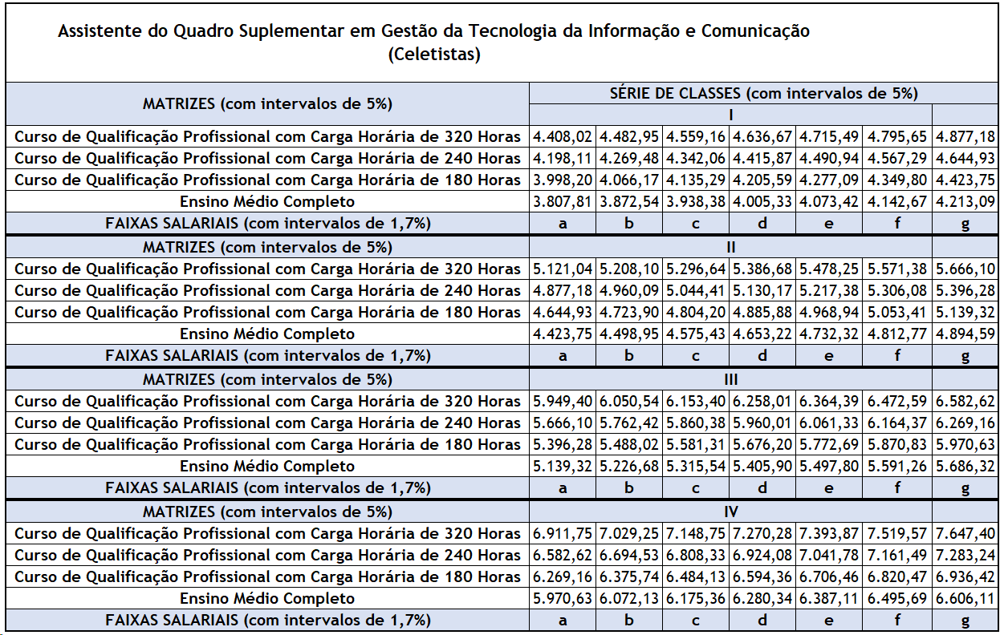 Assistente do Quadro Suplementar em Gestão da Tecnologia da Informação e Comunicação
(Celetistas)
MATRIZES (com intervalos de 5%) SÉRIE DE CLASSES (com intervalos de 5%)
I
Curso de Qualificação Profissional com Carga Horária de 320 Horas 4.408,02 4.482,95 4.559,16 4.636,67 4.715,49 4.795,65 4.877,18
Curso de Qualificação Profissional com Carga Horária de 240 Horas 4.198,11 4.269,48 4.342,06 4.415,87 4.490,94 4.567,29 4.644,93
Curso de Qualificação Profissional com Carga Horária de 180 Horas 3.998,20 4.066,17 4.135,29 4.205,59 4.277,09 4.349,80 4.423,75
Ensino Médio Completo 3.807,81 3.872,54 3.938,38 4.005,33 4.073,42 4.142,67 4.213,09
FAIXAS SALARIAIS (com intervalos de 1,7%) a b c d e f g
MATRIZES (com intervalos de 5%) II
Curso de Qualificação Profissional com Carga Horária de 320 Horas 5.121,04 5.208,10 5.296,64 5.386,68 5.478,25 5.571,38 5.666,10
Curso de Qualificação Profissional com Carga Horária de 240 Horas 4.877,18 4.960,09 5.044,41 5.130,17 5.217,38 5.306,08 5.396,28
Curso de Qualificação Profissional com Carga Horária de 180 Horas 4.644,93 4.723,90 4.804,20 4.885,88 4.968,94 5.053,41 5.139,32
Ensino Médio Completo 4.423,75 4.498,95 4.575,43 4.653,22 4.732,32 4.812,77 4.894,59
FAIXAS SALARIAIS (com intervalos de 1,7%) a b c d e f g
MATRIZES (com intervalos de 5%) III
Curso de Qualificação Profissional com Carga Horária de 320 Horas 5.949,40 6.050,54 6.153,40 6.258,01 6.364,39 6.472,59 6.582,62
Curso de Qualificação Profissional com Carga Horária de 240 Horas 5.666,10 5.762,42 5.860,38 5.960,01 6.061,33 6.164,37 6.269,16
Curso de Qualificação Profissional com Carga Horária de 180 Horas 5.396,28 5.488,02 5.581,31 5.676,20 5.772,69 5.870,83 5.970,63
Ensino Médio Completo 5.139,32 5.226,68 5.315,54 5.405,90 5.497,80 5.591,26 5.686,32
FAIXAS SALARIAIS (com intervalos de 1,7%) a b c d e f g
MATRIZES (com intervalos de 5%) IV
Curso de Qualificação Profissional com Carga Horária de 320 Horas 6.911,75 7.029,25 7.148,75 7.270,28 7.393,87 7.519,57 7.647,40
Curso de Qualificação Profissional com Carga Horária de 240 Horas 6.582,62 6.694,53 6.808,33 6.924,08 7.041,78 7.161,49 7.283,24
Curso de Qualificação Profissional com Carga Horária de 180 Horas 6.269,16 6.375,74 6.484,13 6.594,36 6.706,46 6.820,47 6.936,42
Ensino Médio Completo 5.970,63 6.072,13 6.175,36 6.280,34 6.387,11 6.495,69 6.606,11
FAIXAS SALARIAIS (com intervalos de 1,7%) a b c d e f g